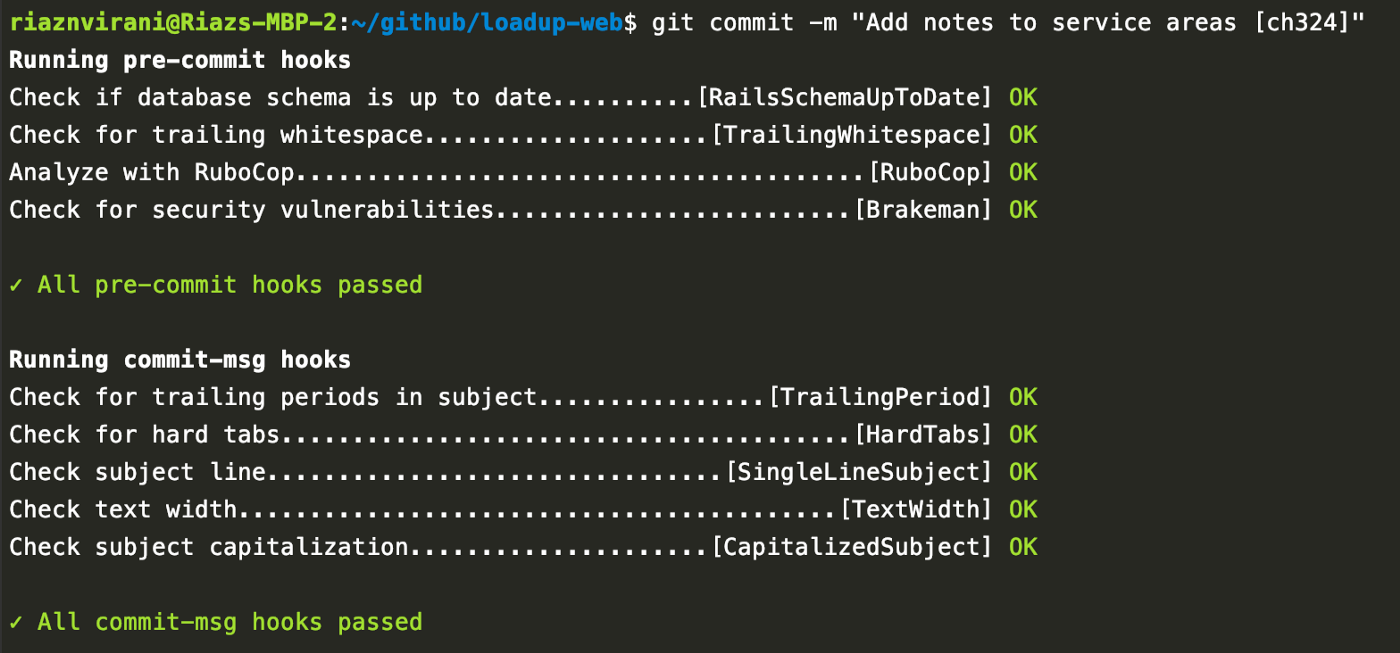 riaznvirani@Riazs-MBP-2:~/github/loadup-web$ git commit -m "Add notes to service areas [ch324]"
Running pre-commit hooks
Check if database schema is up to date..........[RailsSchemaUpToDate] OK
Check for trailing whitespace....................[TrailingWhitespace] OK
Analyze with RuboCop........................................[RuboCop] OK
Check for security vulnerabilities.........................[Brakeman] OK
✓ All pre-commit hooks passed
Running commit-msg hooks
Check for trailing periods in subject................[TrailingPeriod] OK
Check for hard tabs........................................[HardTabs] OK
Check subject line................................[SingleLineSubject] OK
Check text width..........................................[TextWidth] OK
Check subject capitalization.....................[CapitalizedSubject] OK
✓ All commit-msg hooks passed